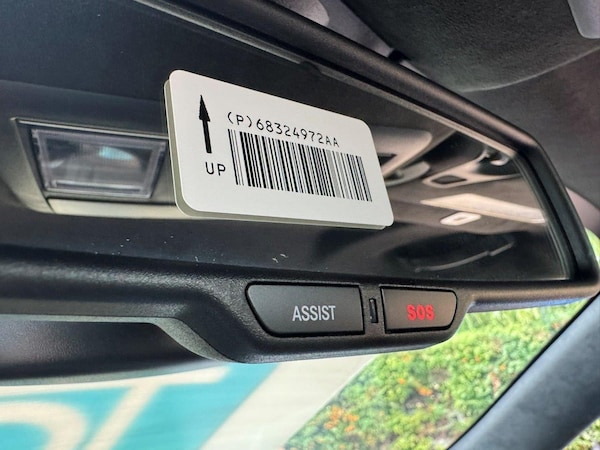 (P)68324972AA
UP
ASSIST
SOS